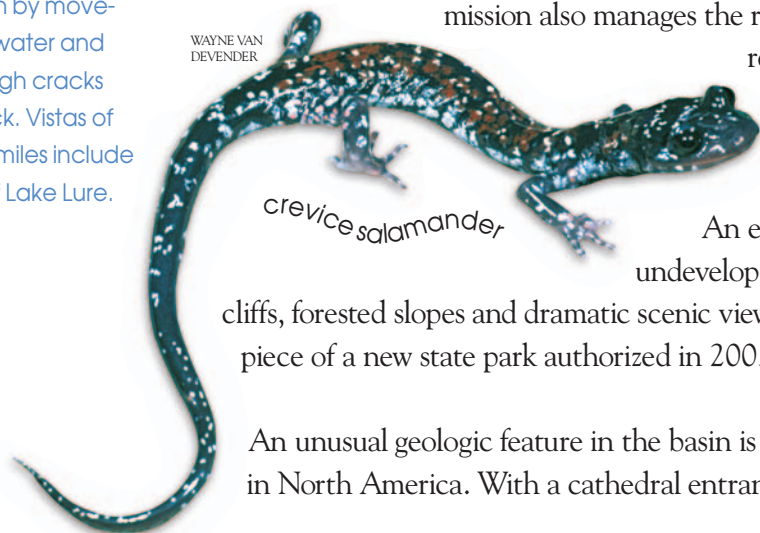 n by move-
water and
gh cracks
ck. Vistas of
miles include
f Lake Lure.
WAYNE VAN
DEVENDER
mission also manages the r
re
crevice salamander
An e
undevelop
cliffs, forested slopes and dramatic scenic view
piece of a new state park authorized in 200
An unusual geologic feature in the basin is
in North America. With a cathedral entran